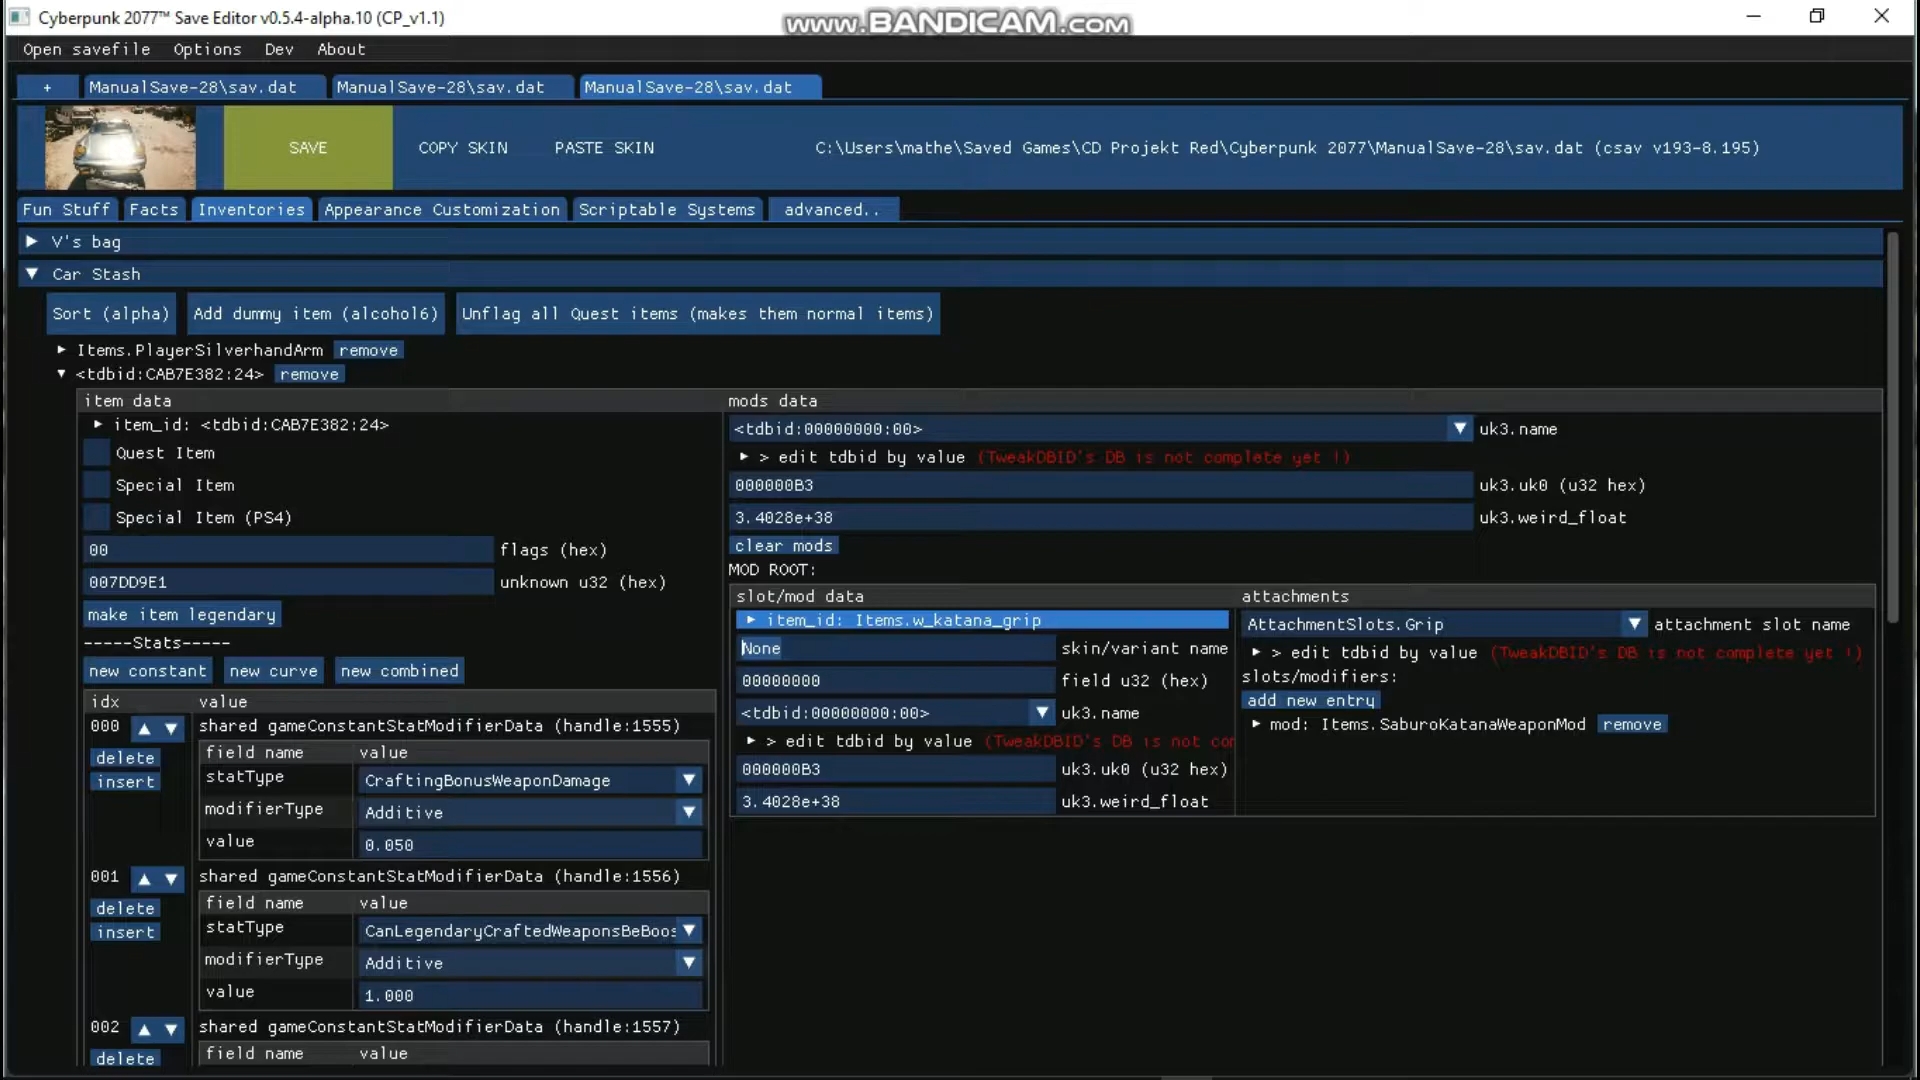 Cyberpunk 2077™ Save Editor v0.5.4-alpha.10 (CP_v1.1)
www.BANDICAM.com
Open savefile Options Dev About
+ ManualSave-28\sav.dat ManualSave-28\sav.dat ManualSave-28\sav.dat
SAVE COPY SKIN PASTE SKIN C:\Users\mathe\Saved Games\CD Projekt Red\Cyberpunk 2077\ManualSave-28\sav.dat (csav v193-8.195)
Fun Stuff Facts Inventories Appearance Customization Scriptable Systems advanced..
V's bag
Car Stash
Sort (alpha) Add dummy item (alcohol6) Unflag all Quest items (makes them normal items)
Items.PlayerSilverhandArm remove
<tdbid:CAB7E382:24> remove
item data
item_id: <tdbid:CAB7E382:24>
Quest Item
Special Item
Special Item (PS4)
00 flags (hex)
007DD9E1 unknown u32 (hex)
make item legendary
-----Stats-----
new constant new curve new combined
idx value
000 shared gameConstantStatModifierData (handle:1555)
delete field name value
insert statType CraftingBonusWeaponDamage
modifierType Additive
value 0.050
001 shared gameConstantStatModifierData (handle:1556)
delete field name value
insert statType CanLegendaryCraftedWeaponsBeBoos
modifierType Additive
value 1.000
002 shared gameConstantStatModifierData (handle:1557)
delete field name value
mods data
<tdbid:00000000:00> uk3.name
> edit tdbid by value (TweakDBID's DB is not complete yet !)
000000B3 uk3.uk0 (u32 hex)
3.4028e+38 uk3.weird_float
clear mods
MOD ROOT:
slot/mod data
item_id: Items.w_katana_grip
None skin/variant name
00000000 field u32 (hex)
<tdbid:00000000:00> uk3.name
> edit tdbid by value (TweakDBID's DB is not cor
000000B3 uk3.uk0 (u32 hex)
3.4028e+38 uk3.weird_float
attachments
AttachmentSlots.Grip attachment slot name
> edit tdbid by value (TweakDBID's DB is not complete yet !)
slots/modifiers:
add new entry
mod: Items.SaburoKatanaWeaponMod remove